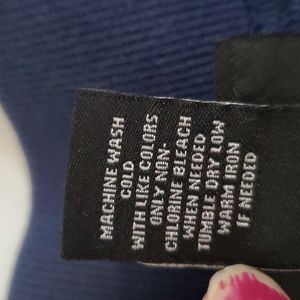 MACHINE WASH
COLD
WITH LIKE COLORS
ONLY NON-
CHLORINE BLEACH
WHEN NEEDED
TUMBLE DRY LOW
WARM IRON
IF NEEDED